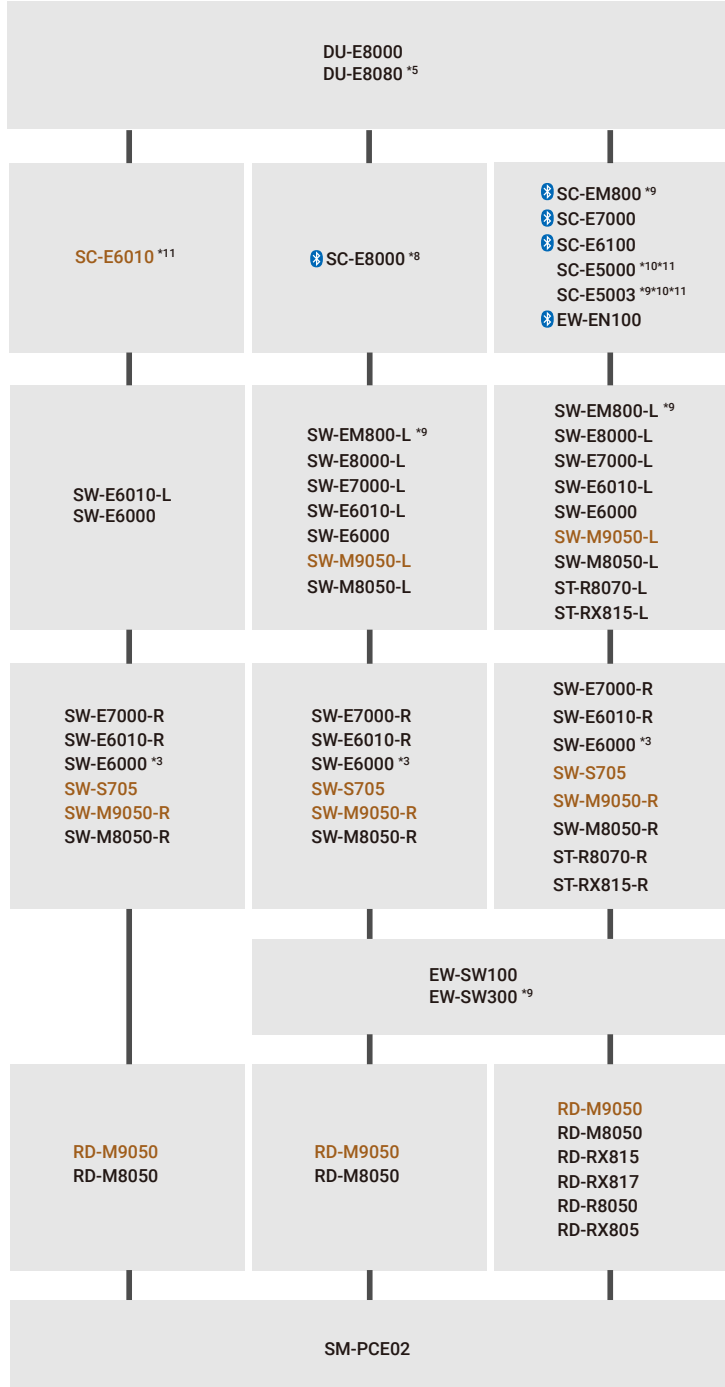 DU-E8000
DU-E8080 *5
SC-E6010 *11
SC-E8000 *8
SC-EM800 *9
SC-E7000
SC-E6100
SC-E5000 *10*11
SC-E5003 *9*10*11
EW-EN100
SW-E6010-L
SW-E6000
SW-EM800-L *9
SW-E8000-L
SW-E7000-L
SW-E6010-L
SW-E6000
SW-M9050-L
SW-M8050-L
SW-EM800-L *9
SW-E8000-L
SW-E7000-L
SW-E6010-L
SW-E6000
SW-M9050-L
SW-M8050-L
ST-R8070-L
ST-RX815-L
SW-E7000-R
SW-E6010-R
SW-E6000 *3
SW-S705
SW-M9050-R
SW-M8050-R
SW-E7000-R
SW-E6010-R
SW-E6000 *3
SW-S705
SW-M9050-R
SW-M8050-R
SW-E7000-R
SW-E6010-R
SW-E6000 *3
SW-S705
SW-M9050-R
SW-M8050-R
ST-R8070-R
ST-RX815-R
EW-SW100
EW-SW300 *9
RD-M9050
RD-M8050
RD-M9050
RD-M8050
RD-M9050
RD-M8050
RD-RX815
RD-RX817
RD-R8050
RD-RX805
SM-PCE02